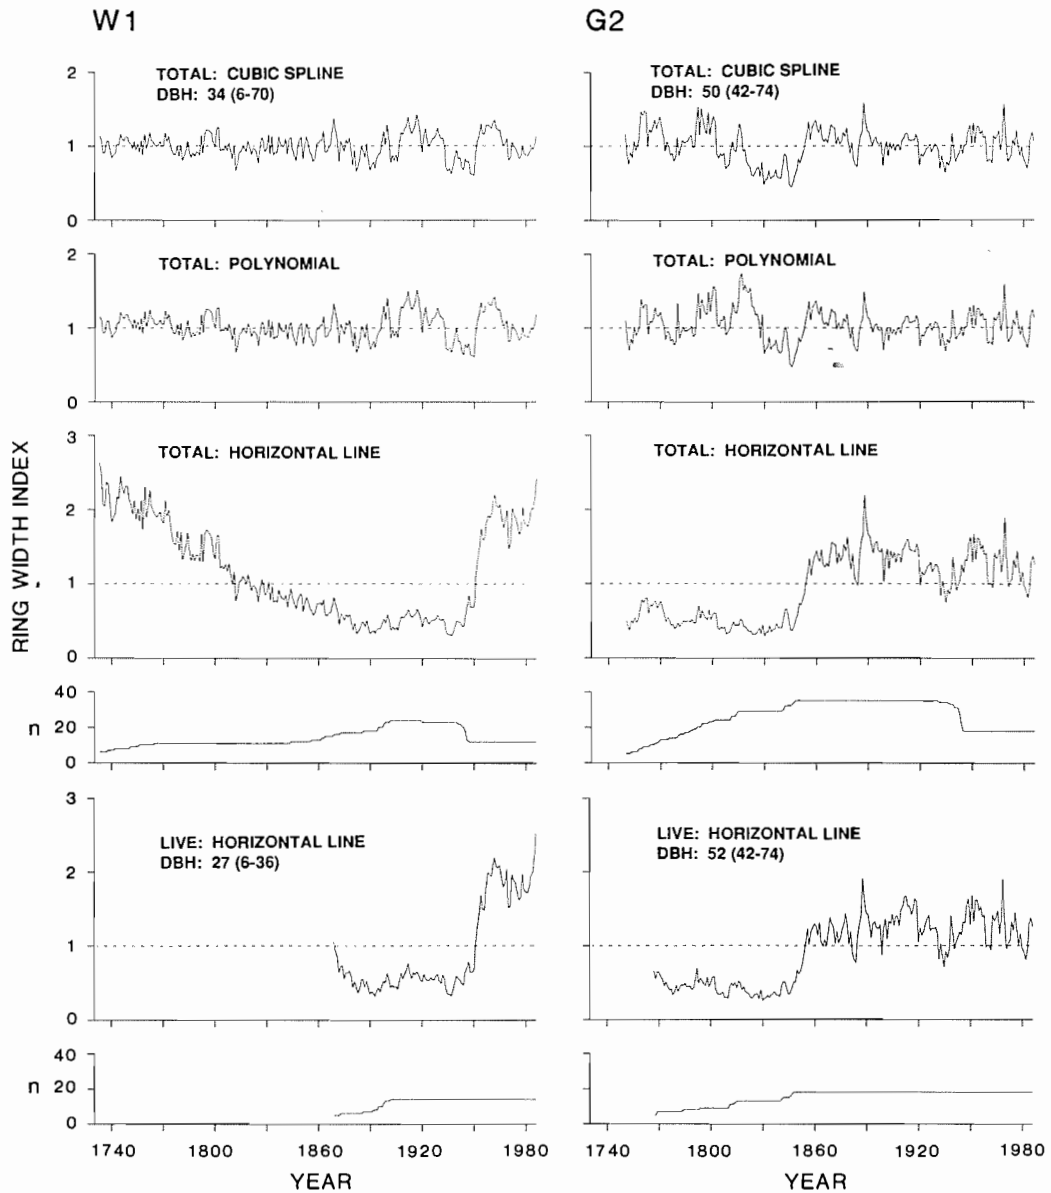 W1
G2
TOTAL: CUBIC SPLINE
DBH: 34 (6-70)
TOTAL: CUBIC SPLINE
DBH: 50 (42-74)
2
1
0
TOTAL: POLYNOMIAL
TOTAL: POLYNOMIAL
2
1
0
TOTAL: HORIZONTAL LINE
TOTAL: HORIZONTAL LINE
3
2
1
0
RING WIDTH INDEX
n
40
20
0
LIVE: HORIZONTAL LINE
DBH: 27 (6-36)
LIVE: HORIZONTAL LINE
DBH: 52 (42-74)
3
2
1
0
n
40
20
0
1740 1800 1860 1920 1980
1740 1800 1860 1920 1980
YEAR
YEAR